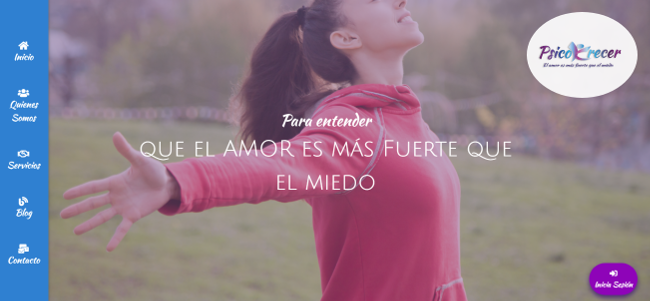 Inicio
Quienes
Somos
Servicios
Blog
Contacto
Para entender
que el AMOR es más Fuerte que
el miedo
PsicoKrecer
El amor es más fuerte que el miedo
Inicia Sesión